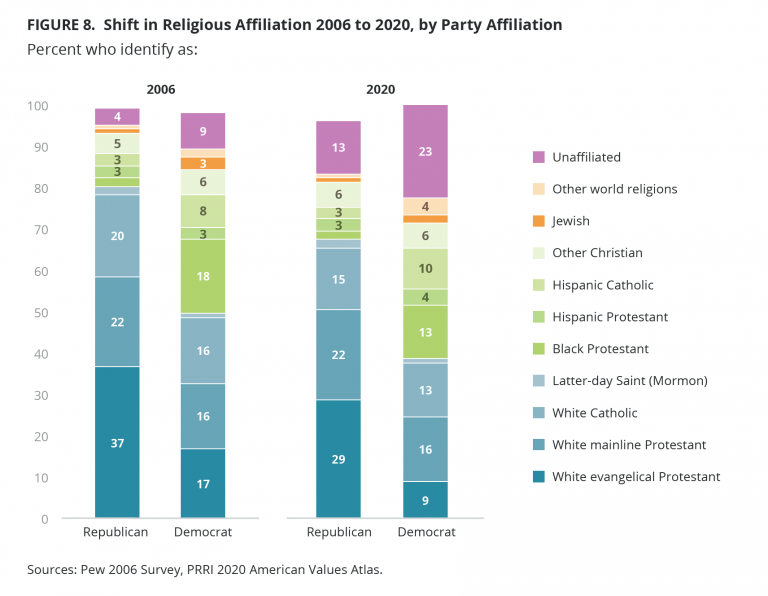 FIGURE 8. Shift in Religious Affiliation 2006 to 2020, by Party Affiliation
Percent who identify as:
2006
2020
100
90
80
70
60
50
40
30
20
10
0
4
5
3
3
20
22
37
9
3
6
8
3
18
16
16
17
13
6
3
3
15
22
29
23
4
6
10
4
13
13
16
9
Republican
Democrat
Republican
Democrat
Unaffiliated
Other world religions
Jewish
Other Christian
Hispanic Catholic
Hispanic Protestant
Black Protestant
Latter-day Saint (Mormon)
White Catholic
White mainline Protestant
White evangelical Protestant
Sources: Pew 2006 Survey, PRRI 2020 American Values Atlas.